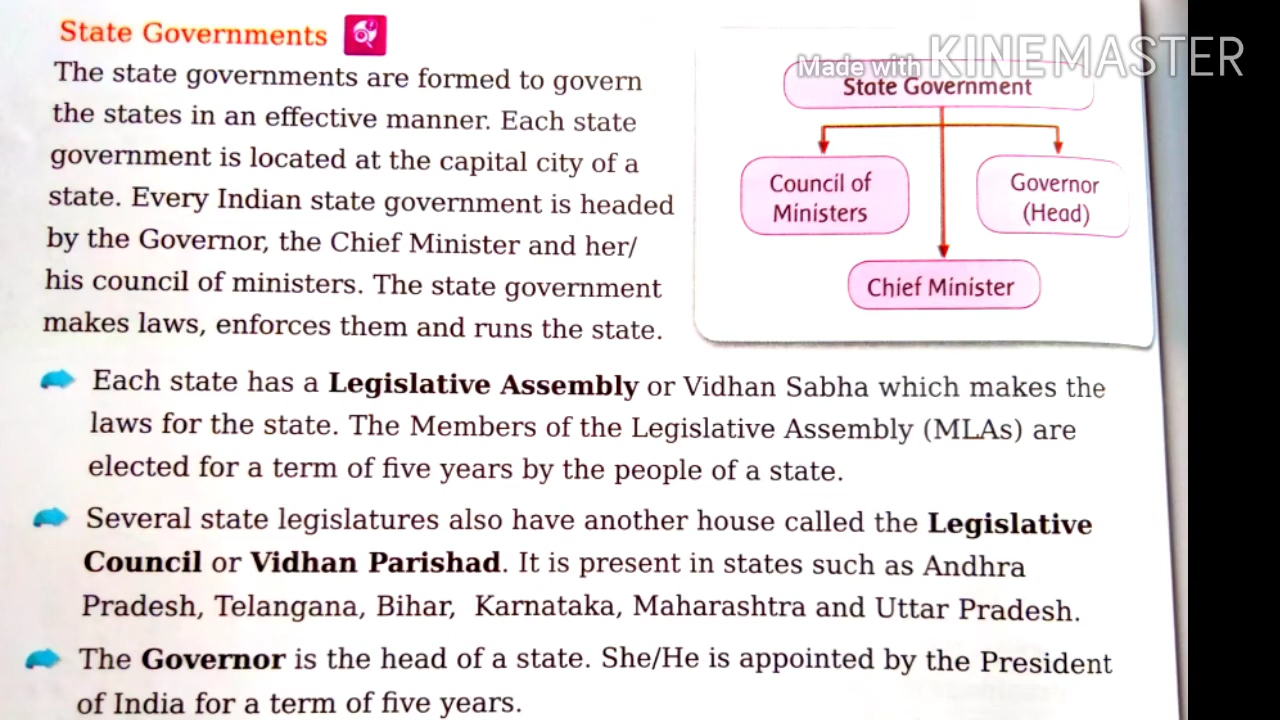 State Governments
The state governments are formed to govern
the states in an effective manner. Each state
government is located at the capital city of a
state. Every Indian state government is headed
by the Governor, the Chief Minister and her/
his council of ministers. The state government
makes laws, enforces them and runs the state.
Made with KINEMASTER
State Government
Council of
Ministers
Governor
(Head)
Chief Minister
Each state has a Legislative Assembly or Vidhan Sabha which makes the
laws for the state. The Members of the Legislative Assembly (MLAs) are
elected for a term of five years by the people of a state.
Several state legislatures also have another house called the Legislative
Council or Vidhan Parishad. It is present in states such as Andhra
Pradesh, Telangana, Bihar, Karnataka, Maharashtra and Uttar Pradesh.
The Governor is the head of a state. She/He is appointed by the President
of India for a term of five years.